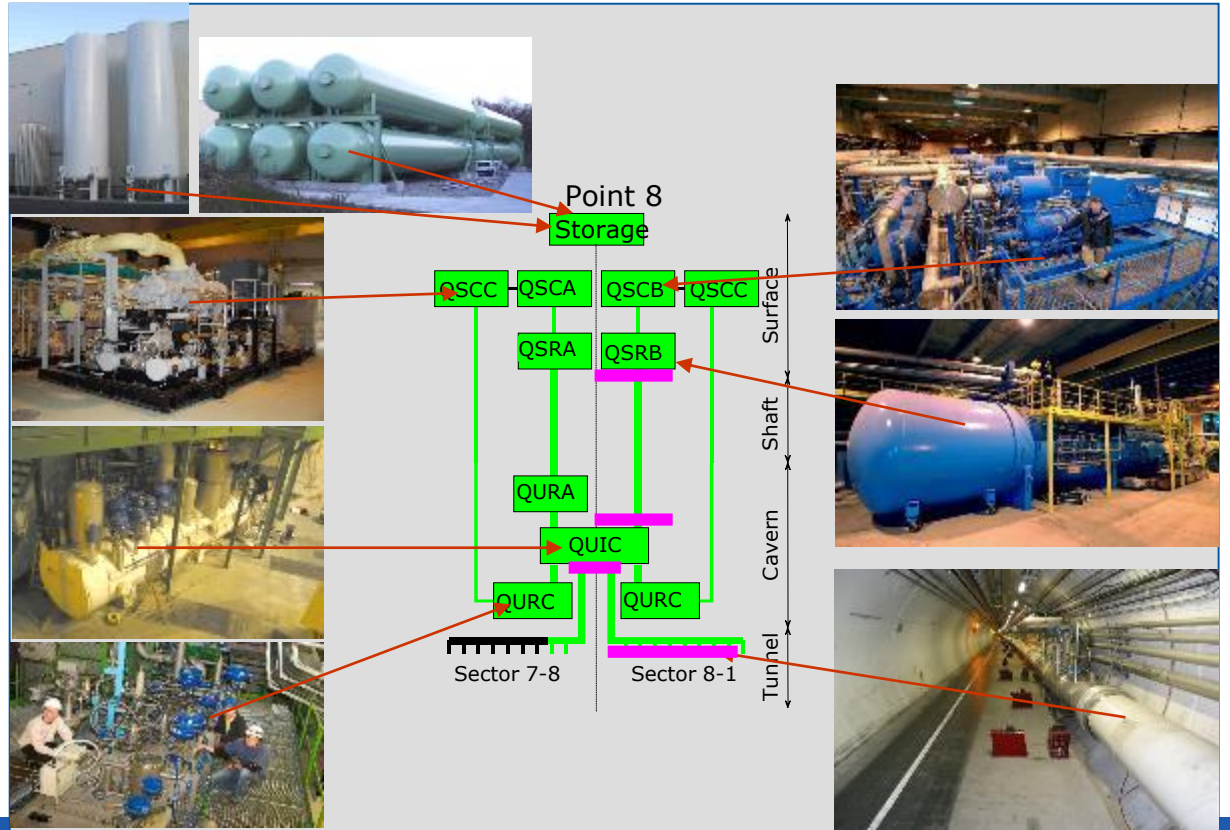 Point 8
Storage
QSCC
QSCA
QSCB
QSCC
Surface
QSRA
QSRB
Shaft
QURA
QUIC
Cavern
QURC
QURC
Tunnel
Sector 7-8
Sector 8-1